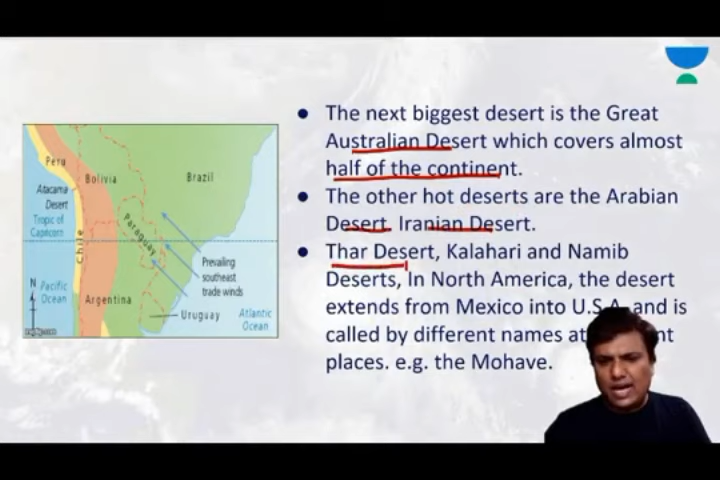 The next biggest desert is the Great
Australian Desert which covers almost
half of the continent.
The other hot deserts are the Arabian
Desert, Iranian Desert.
Thar Desert, Kalahari and Namib
Deserts, In North America, the desert
extends from Mexico into U.S.A. and is
called by different names at
places. e.g. the Mohave.
Peru
Bolivia
Brazil
Atacama
Desert
Tropic of
Capricorn
Chile
Paraguay
Prevailing
southeast
trade winds
N
Pacific
Ocean
Argentina
Uruguay
Atlantic
Ocean